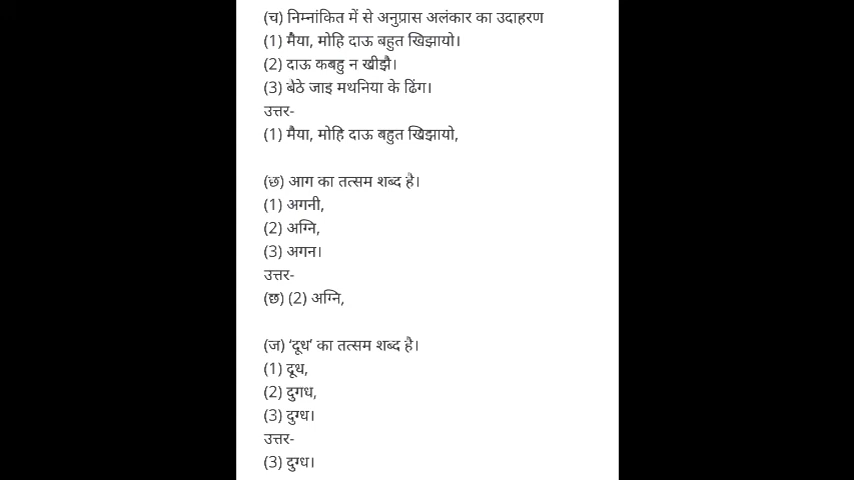 (च) निम्नांकित में से अनुप्रास अलंकार का उदाहरण
(1) मैया, मोहि दाऊ बहुत खिझायो।
(2) दाऊ कबहु न खीझै।
(3) बेठे जाइ मथनिया के ढिंग।
उत्तर-
(1) मैया, मोहि दाऊ बहुत खिझायो,
(छ) आग का तत्सम शब्द है।
(1) अगनी,
(2) अग्नि,
(3) अगन।
उत्तर-
(छ) (2) अग्नि,
(ज) ‘दूध’ का तत्सम शब्द है।
(1) दूध,
(2) दुगध,
(3) दुग्ध।
उत्तर-
(3) दुग्ध।